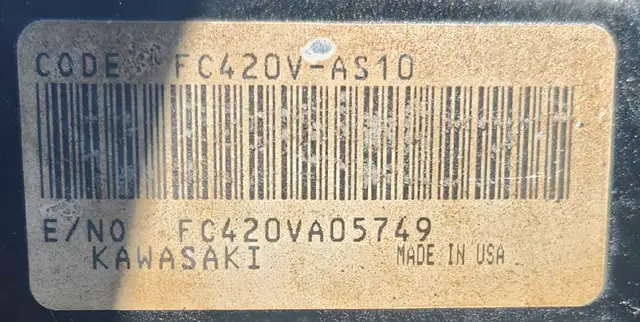 CODE FC420V-AS10
E/NO FC420VA05749
KAWASAKI MADE IN USA